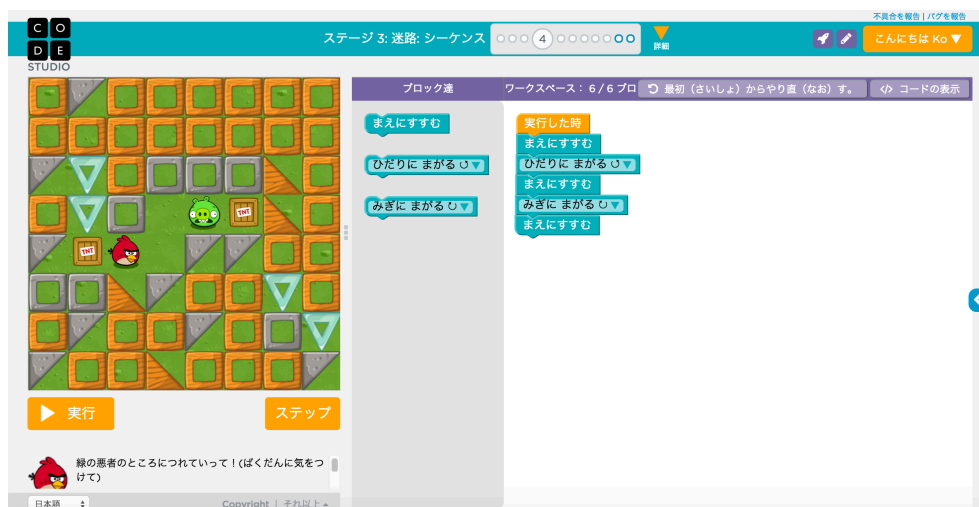 不具合を報告 | バグを報告
C O
D E
STUDIO
ステージ 3: 迷路: シーケンス
4
詳細
こんにちは Ko ▼
ブロック達
ワークスペース： 6 / 6 ブロ
最初（さいしょ）からやり直（なお）す。
</> コードの表示
まえにすすむ
ひだりに まがる ↺▼
みぎに まがる ↻▼
実行した時
まえにすすむ
ひだりに まがる ↺▼
まえにすすむ
みぎに まがる ↻▼
まえにすすむ
TNT
TNT
実行
ステップ
緑の悪者のところにつれていって！(ばくだんに気をつ
けて)
日本語
Copyright | それ以上